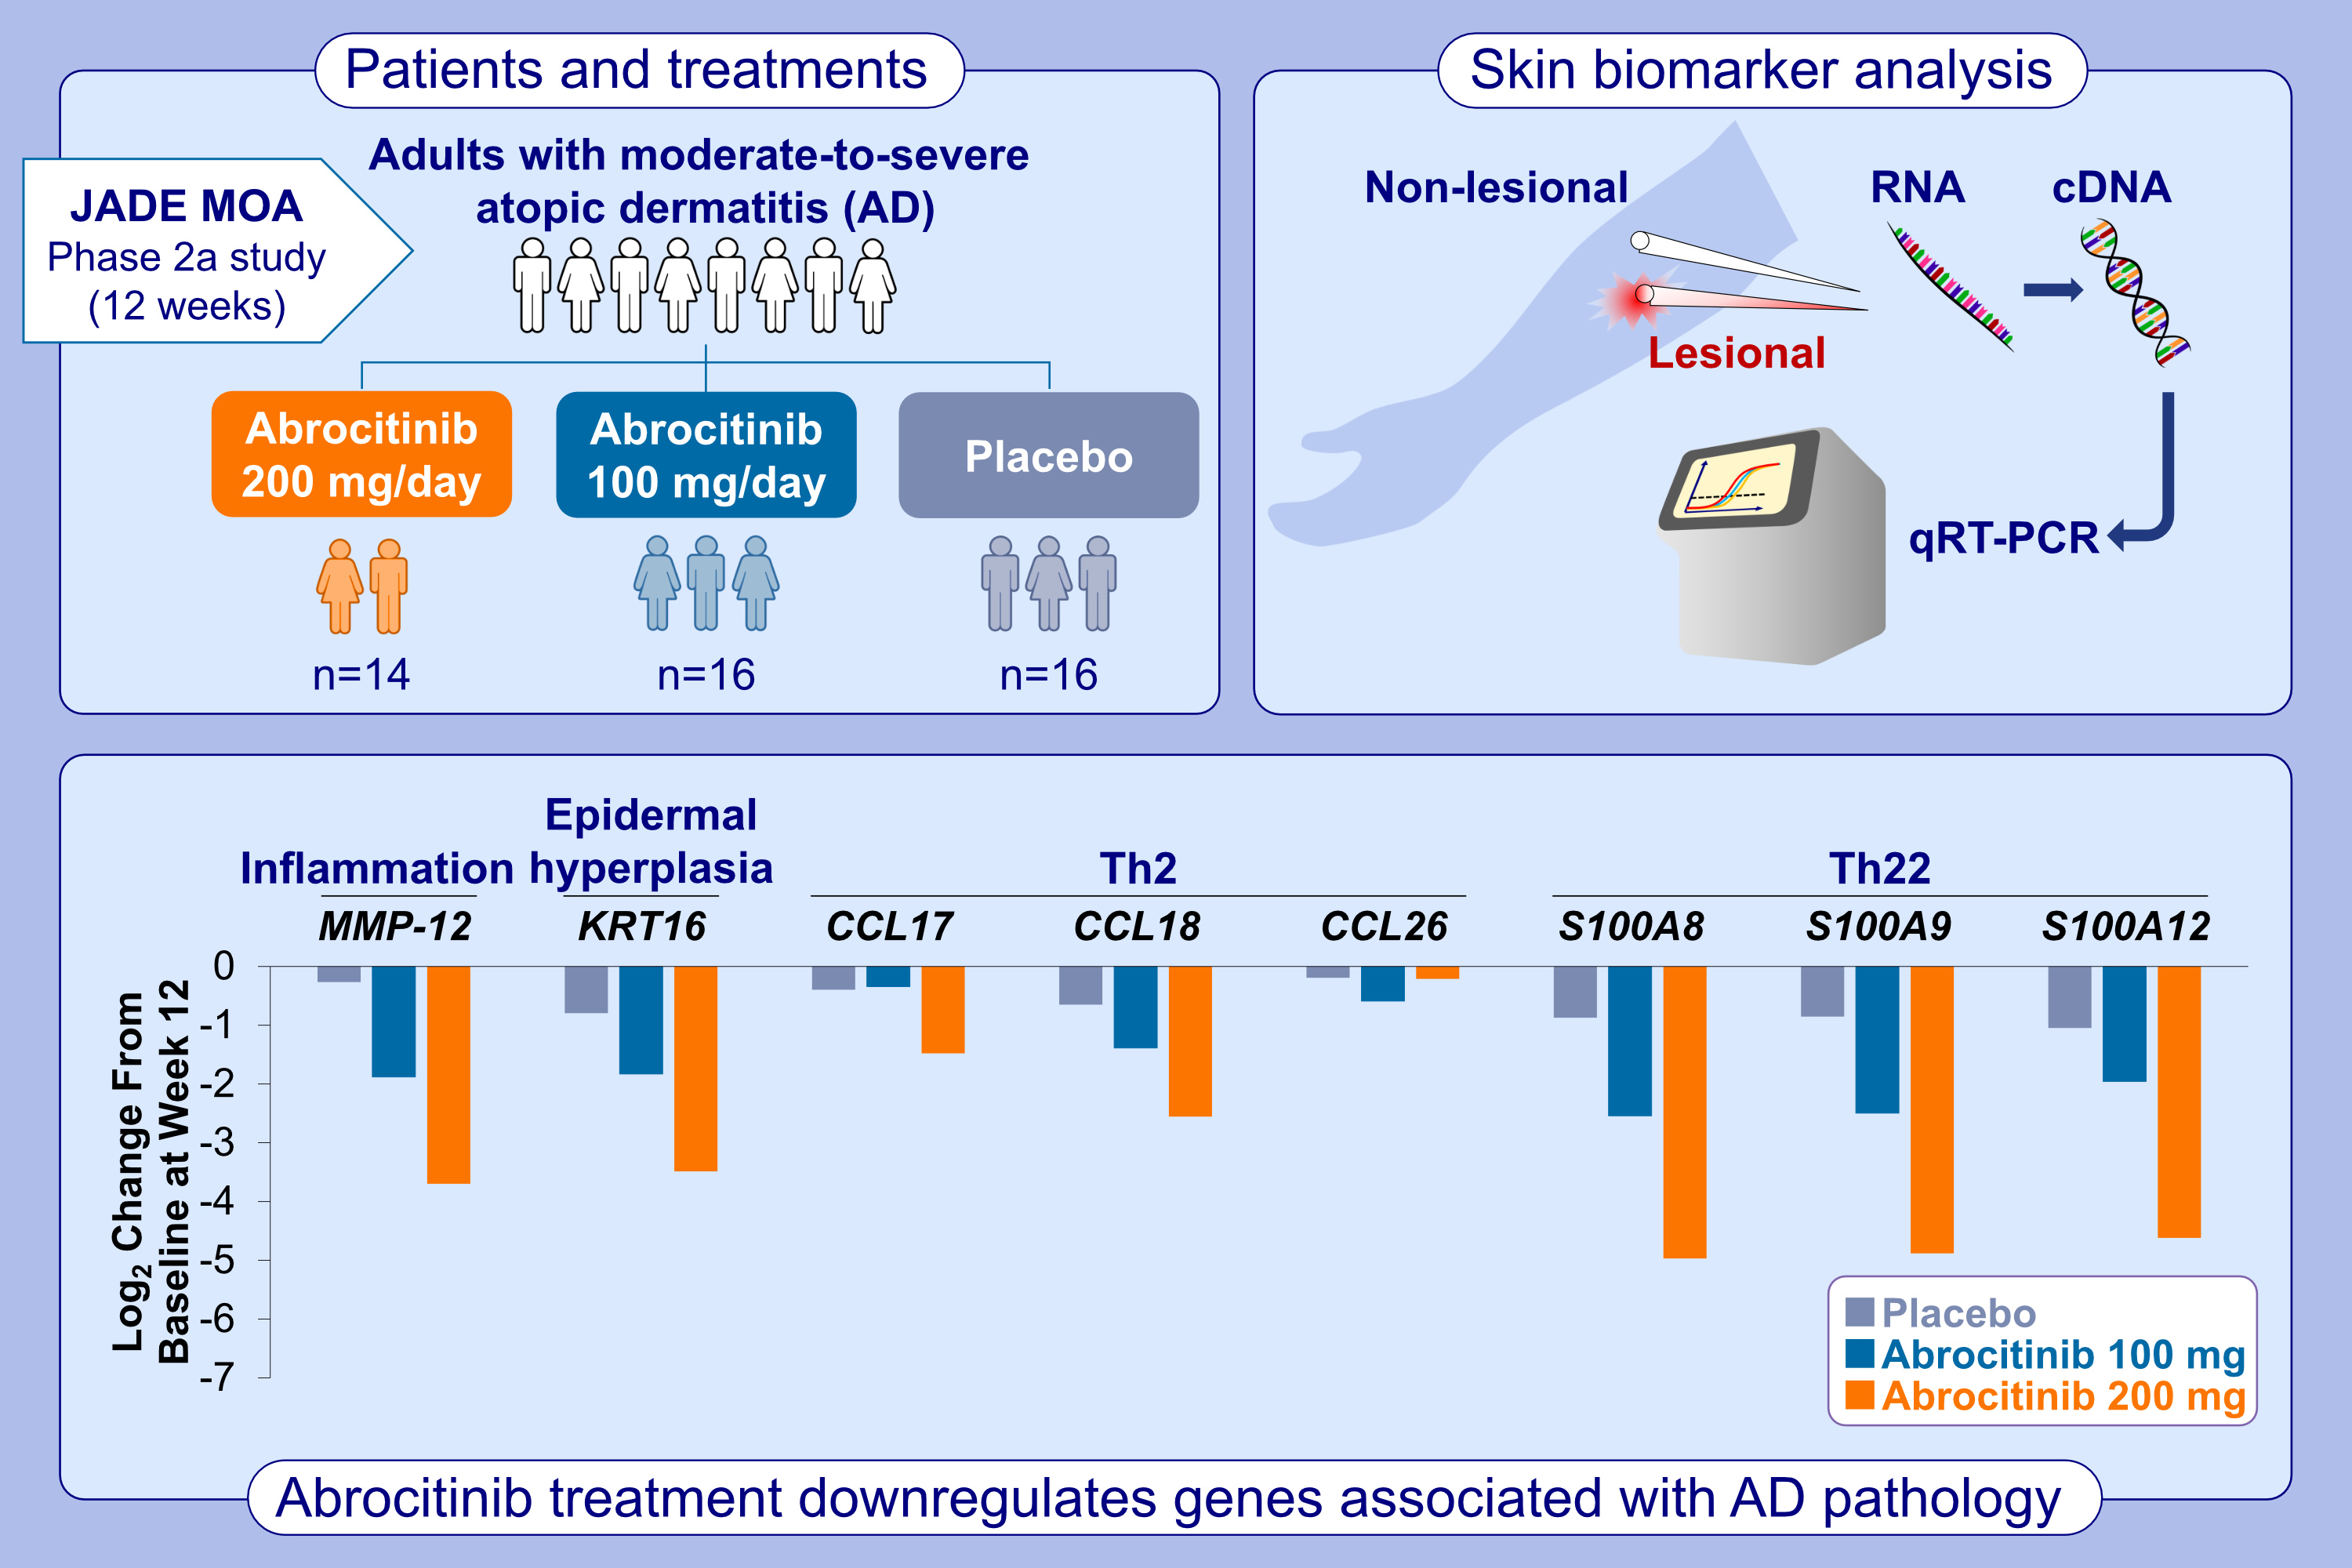 Patients and treatments
JADE MOA
Phase 2a study
(12 weeks)
Adults with moderate-to-severe
atopic dermatitis (AD)
Abrocitinib
200 mg/day
Abrocitinib
100 mg/day
Placebo
n=14
n=16
n=16
Skin biomarker analysis
Non-lesional
Lesional
RNA
cDNA
qRT-PCR
Inflammation
Epidermal
hyperplasia
Th2
Th22
MMP-12
KRT16
CCL17
CCL18
CCL26
S100A8
S100A9
S100A12
Log₂ Change From
Baseline at Week 12
0
-1
-2
-3
-4
-5
-6
-7
Placebo
Abrocitinib 100 mg
Abrocitinib 200 mg
Abrocitinib treatment downregulates genes associated with AD pathology